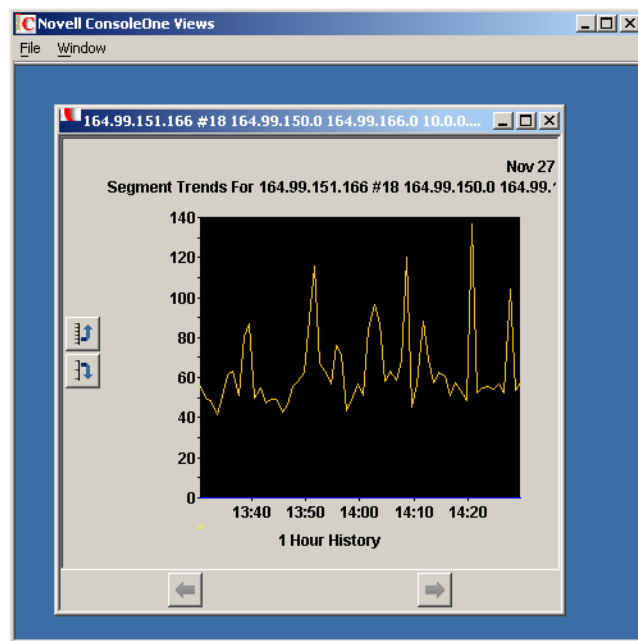 Novell ConsoleOne Views
File Window
164.99.151.166 #18 164.99.150.0 164.99.166.0 10.0.0....
Nov 27
Segment Trends For 164.99.151.166 #18 164.99.150.0 164.99.
140
120
100
80
60
40
20
0
13:40 13:50 14:00 14:10 14:20
1 Hour History